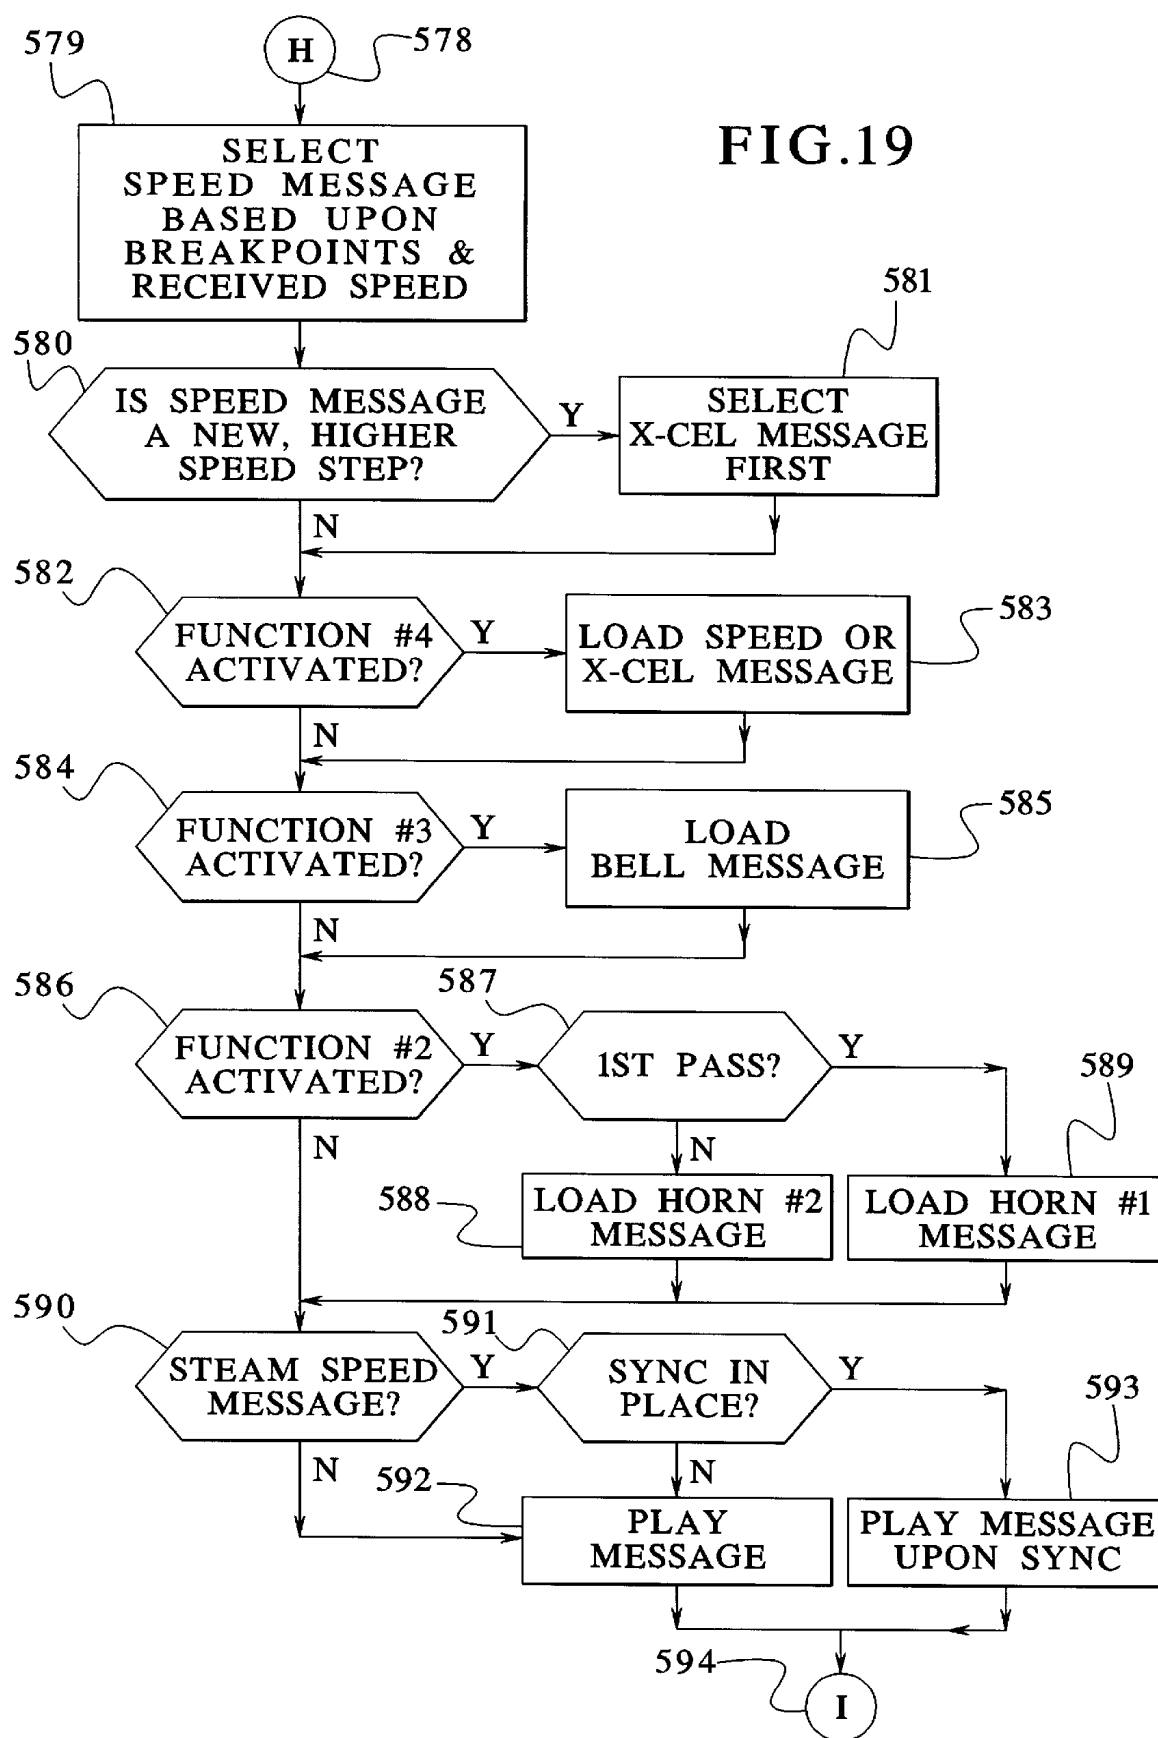 579
H
578
FIG.19
SELECT
SPEED MESSAGE
BASED UPON
BREAKPOINTS &
RECEIVED SPEED
580
IS SPEED MESSAGE
A NEW, HIGHER
SPEED STEP?
Y
581
SELECT
X-CEL MESSAGE
FIRST
N
582
FUNCTION #4
ACTIVATED?
Y
583
LOAD SPEED OR
X-CEL MESSAGE
N
584
FUNCTION #3
ACTIVATED?
Y
585
LOAD
BELL MESSAGE
N
586
FUNCTION #2
ACTIVATED?
Y
587
1ST PASS?
Y
N
N
588
LOAD HORN #2
MESSAGE
589
LOAD HORN #1
MESSAGE
590
STEAM SPEED
MESSAGE?
Y
591
SYNC IN
PLACE?
Y
N
N
592
PLAY
MESSAGE
593
PLAY MESSAGE
UPON SYNC
594
I